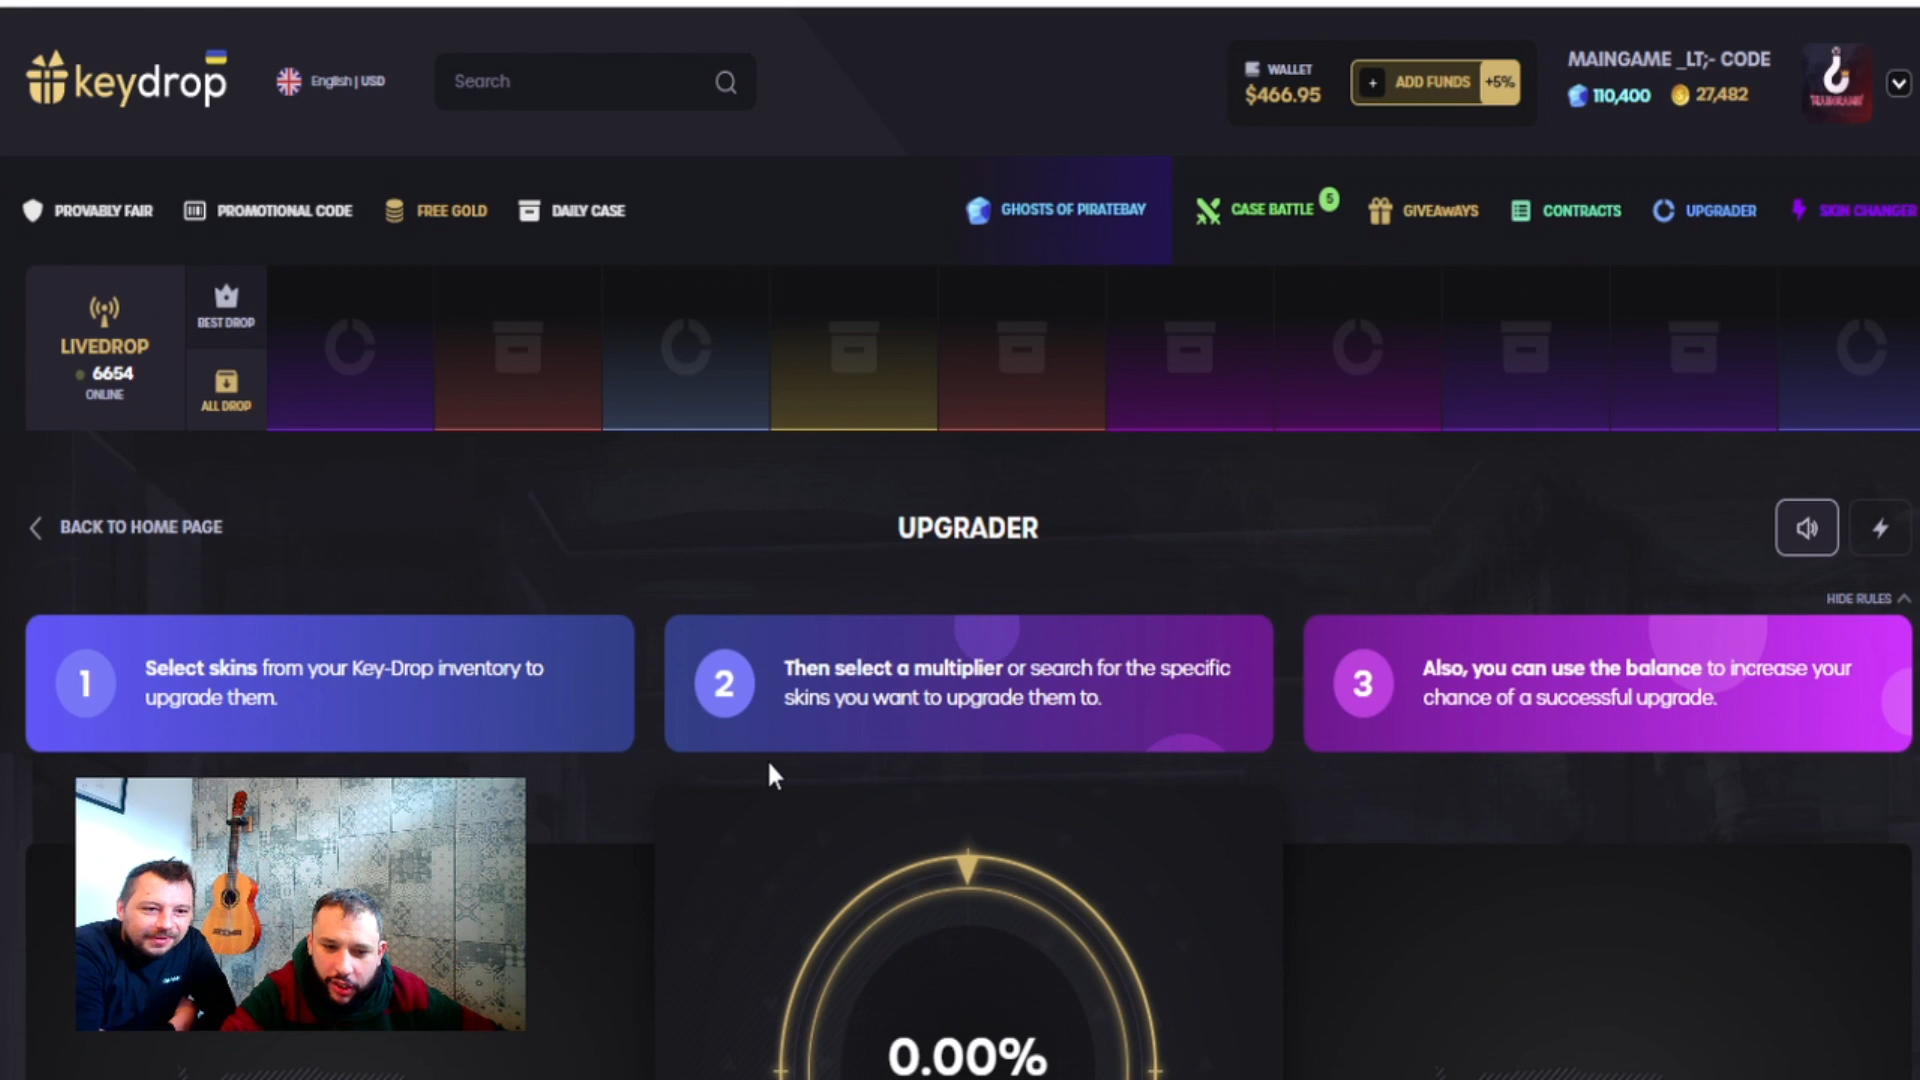 keydrop
English | USD
Search
WALLET
$466.95
+ ADD FUNDS +5%
MAINGAME _LT;- CODE
110,400 27,482
PROVABLY FAIR
PROMOTIONAL CODE
FREE GOLD
DAILY CASE
GHOSTS OF PIRATEBAY
CASE BATTLE 5
GIVEAWAYS
CONTRACTS
UPGRADER
SKIN CHANGER
LIVEDROP
6654
ONLINE
BEST DROP
ALL DROP
BACK TO HOME PAGE
UPGRADER
HIDE RULES
1
Select skins from your Key-Drop inventory to
upgrade them.
2
Then select a multiplier or search for the specific
skins you want to upgrade them to.
3
Also, you can use the balance to increase your
chance of a successful upgrade.
0.00%